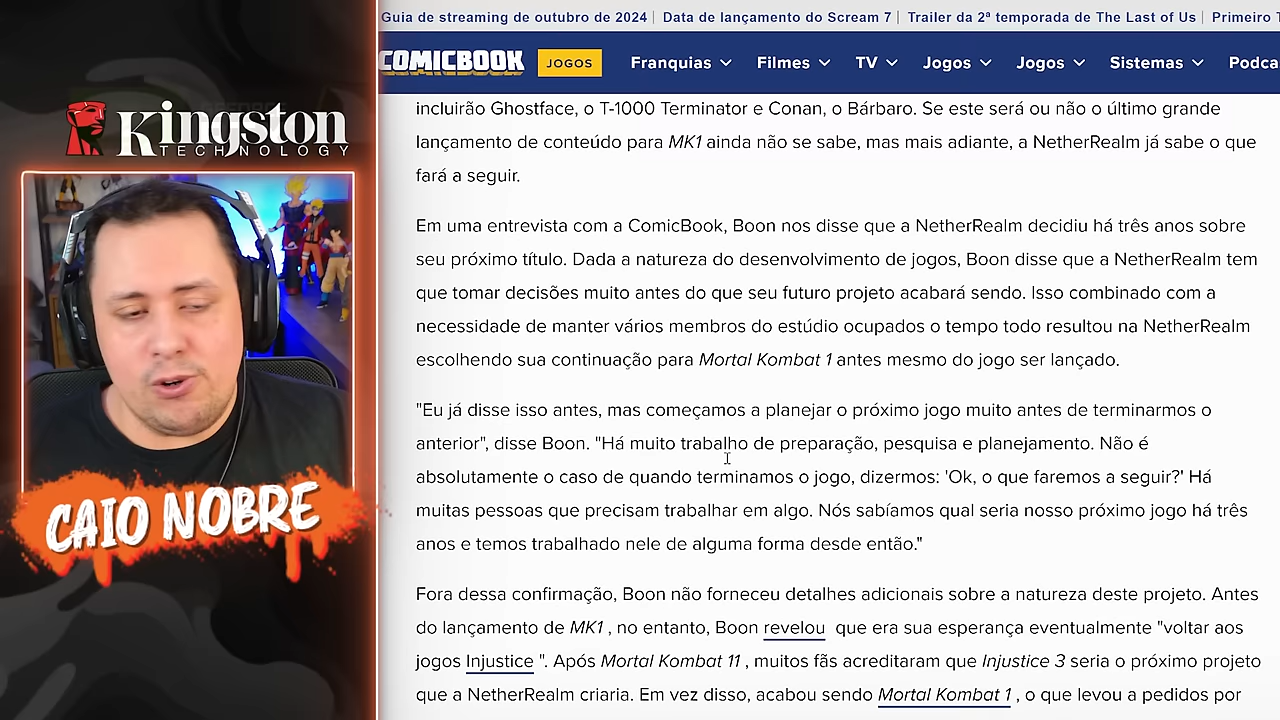 Guia de streaming de outubro de 2024 | Data de lançamento do Scream 7 | Trailer da 2ª temporada de The Last of Us | Primeiro
COMICBOOK JOGOS Franquias Filmes TV Jogos Jogos Sistemas Podca
Kingston
TECHNOLOGY
CAIO NOBRE
incluirão Ghostface, o T-1000 Terminator e Conan, o Bárbaro. Se este será ou não o último grande
lançamento de conteúdo para MK1 ainda não se sabe, mas mais adiante, a NetherRealm já sabe o que
fará a seguir.
Em uma entrevista com a ComicBook, Boon nos disse que a NetherRealm decidiu há três anos sobre
seu próximo título. Dada a natureza do desenvolvimento de jogos, Boon disse que a NetherRealm tem
que tomar decisões muito antes do que seu futuro projeto acabará sendo. Isso combinado com a
necessidade de manter vários membros do estúdio ocupados o tempo todo resultou na NetherRealm
escolhendo sua continuação para Mortal Kombat 1 antes mesmo do jogo ser lançado.
"Eu já disse isso antes, mas começamos a planejar o próximo jogo muito antes de terminarmos o
anterior", disse Boon. "Há muito trabalho de preparação, pesquisa e planejamento. Não é
absolutamente o caso de quando terminamos o jogo, dizermos: 'Ok, o que faremos a seguir?' Há
muitas pessoas que precisam trabalhar em algo. Nós sabíamos qual seria nosso próximo jogo há três
anos e temos trabalhado nele de alguma forma desde então."
Fora dessa confirmação, Boon não forneceu detalhes adicionais sobre a natureza deste projeto. Antes
do lançamento de MK1 , no entanto, Boon revelou que era sua esperança eventualmente "voltar aos
jogos Injustice ". Após Mortal Kombat 11 , muitos fãs acreditaram que Injustice 3 seria o próximo projeto
que a NetherRealm criaria. Em vez disso, acabou sendo Mortal Kombat 1 , o que levou a pedidos por